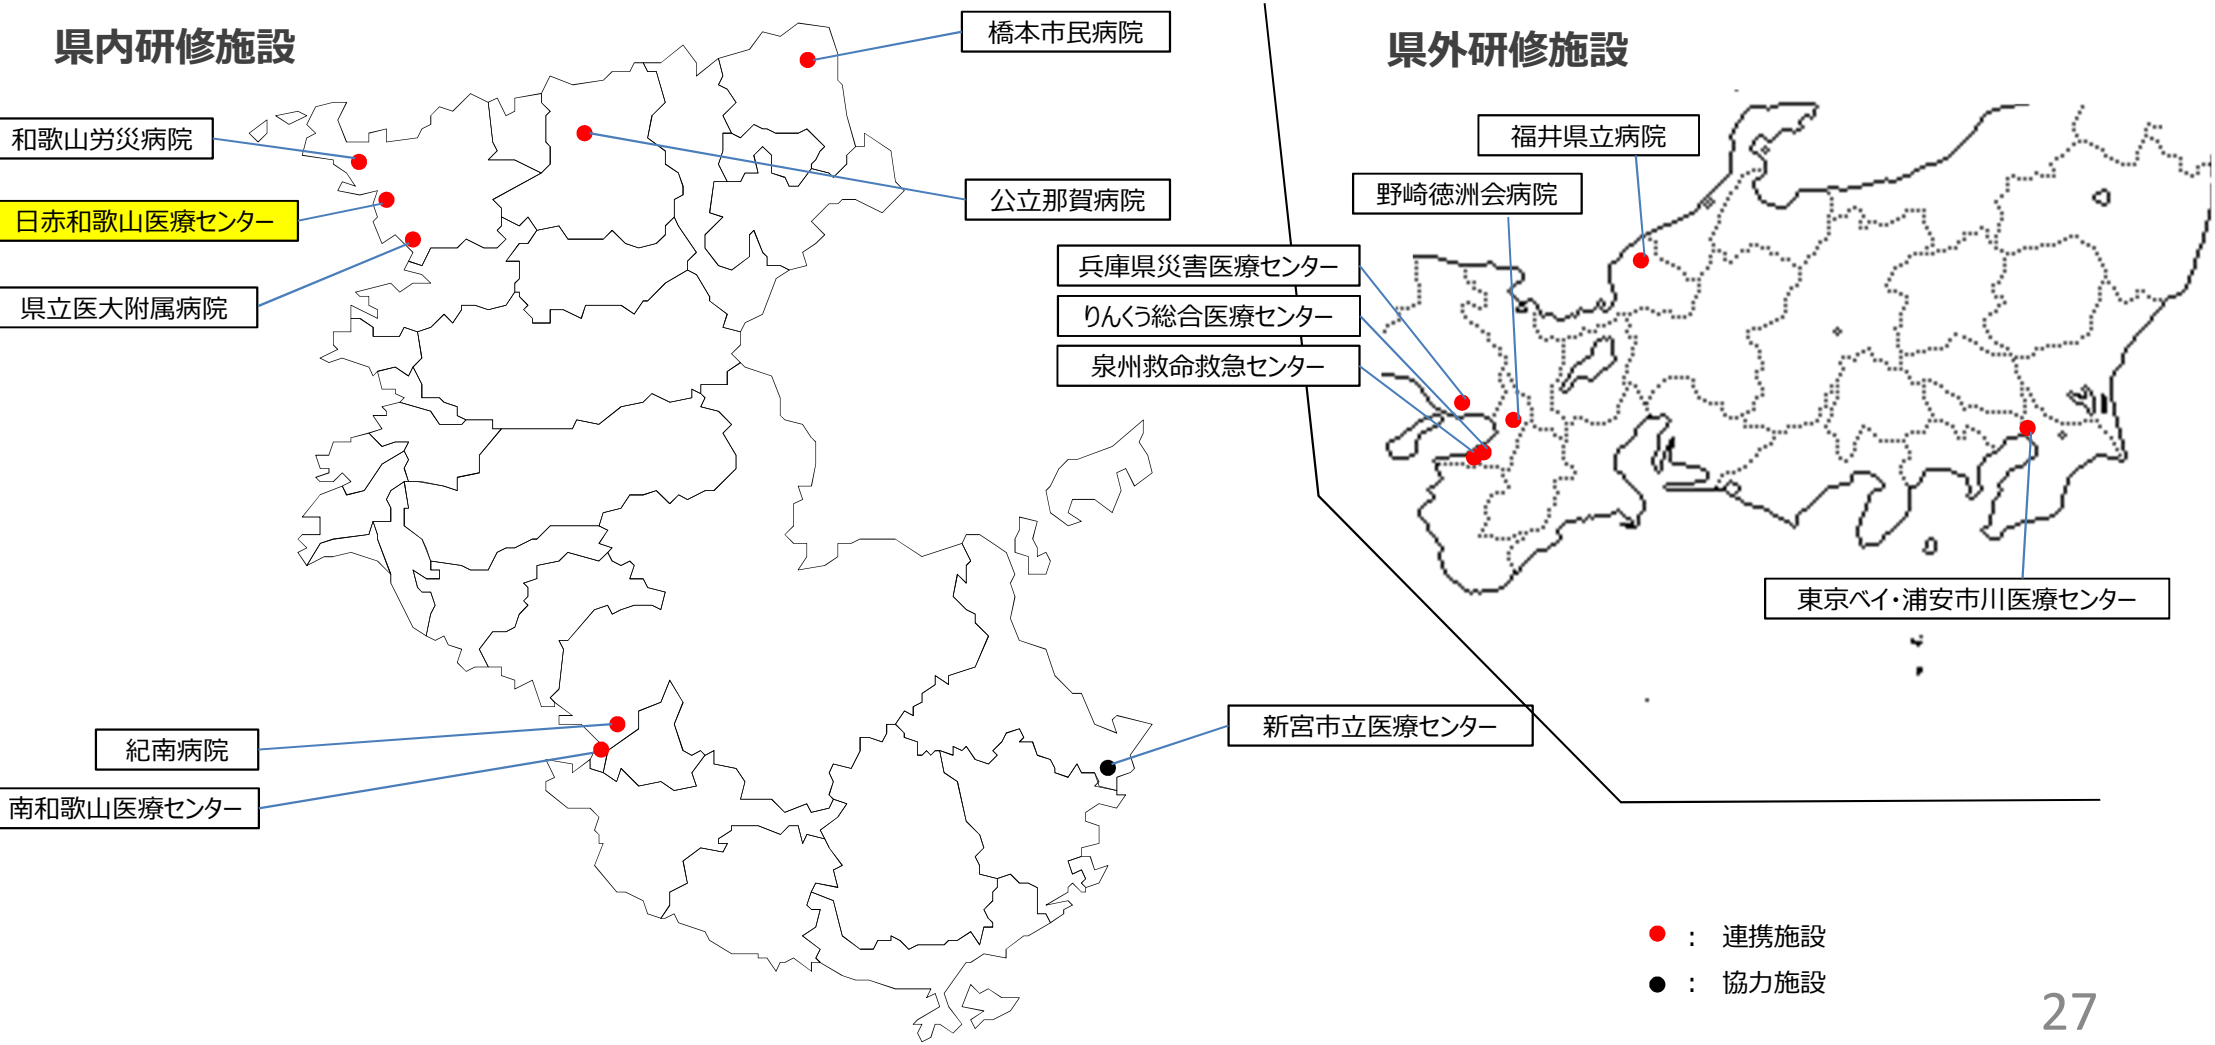 県内研修施設
橋本市民病院
和歌山労災病院
公立那賀病院
日赤和歌山医療センター
県立医大附属病院
紀南病院
南和歌山医療センター
新宮市立医療センター
県外研修施設
福井県立病院
野崎徳洲会病院
兵庫県災害医療センター
りんくう総合医療センター
泉州救命救急センター
東京ベイ・浦安市川医療センター
： 連携施設
： 協力施設
27